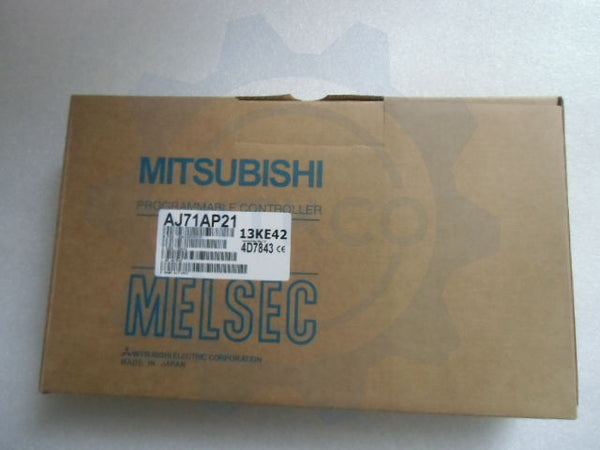 MITSUBISHI
PROGRAMMABLE CONTROLLER
AJ71AP21
13KE42
4D7843 CE
MELSEC
MITSUBISHI ELECTRIC CORPORATION
MADE IN JAPAN